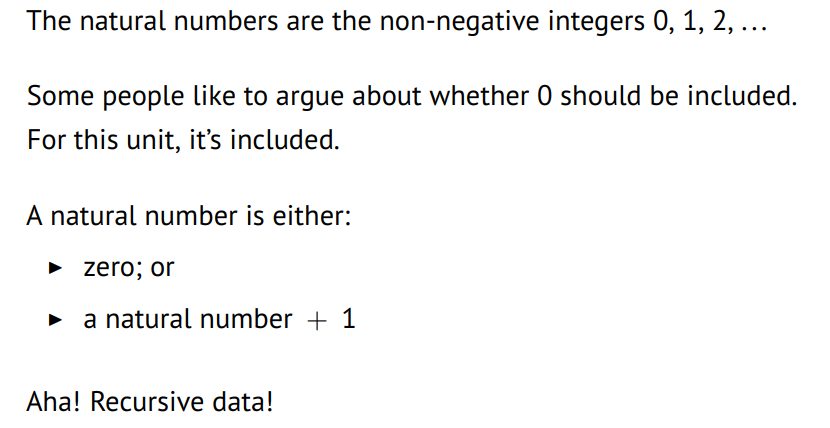 The natural numbers are the non-negative integers 0, 1, 2, …
Some people like to argue about whether 0 should be included.
For this unit, it’s included.
A natural number is either:
▶ zero; or
▶ a natural number + 1
Aha! Recursive data!